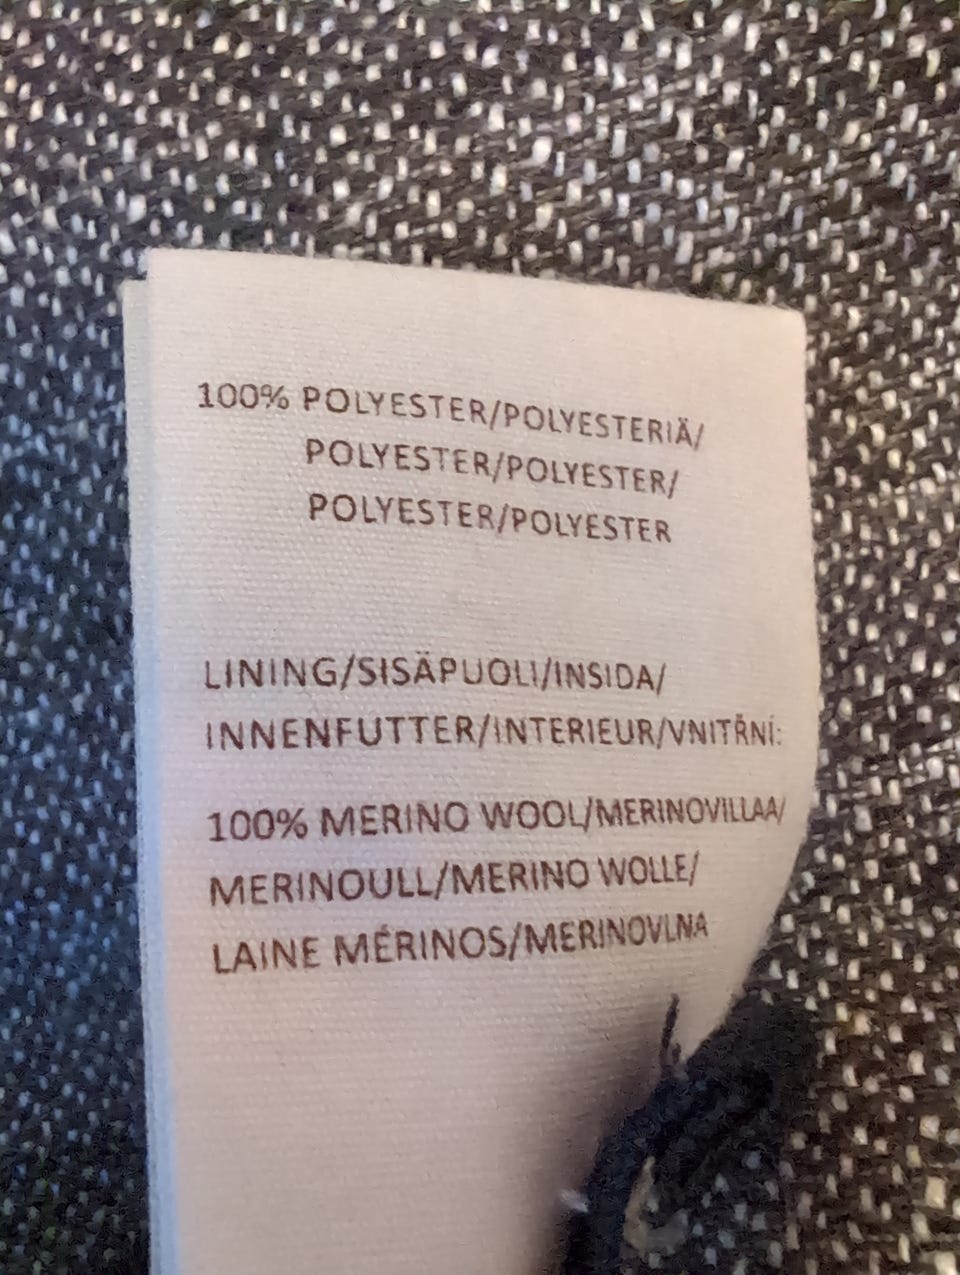 100% POLYESTER/POLYESTERIÄ/
POLYESTER/POLYESTER/
POLYESTER/POLYESTER
LINING/SISÄPUOLI/INSIDA/
INNENFUTTER/INTERIEUR/VNITŘNÍ:
100% MERINO WOOL/MERINOVILLAA/
MERINOULL/MERINO WOLLE/
LAINE MÉRINOS/MERINOVLNA